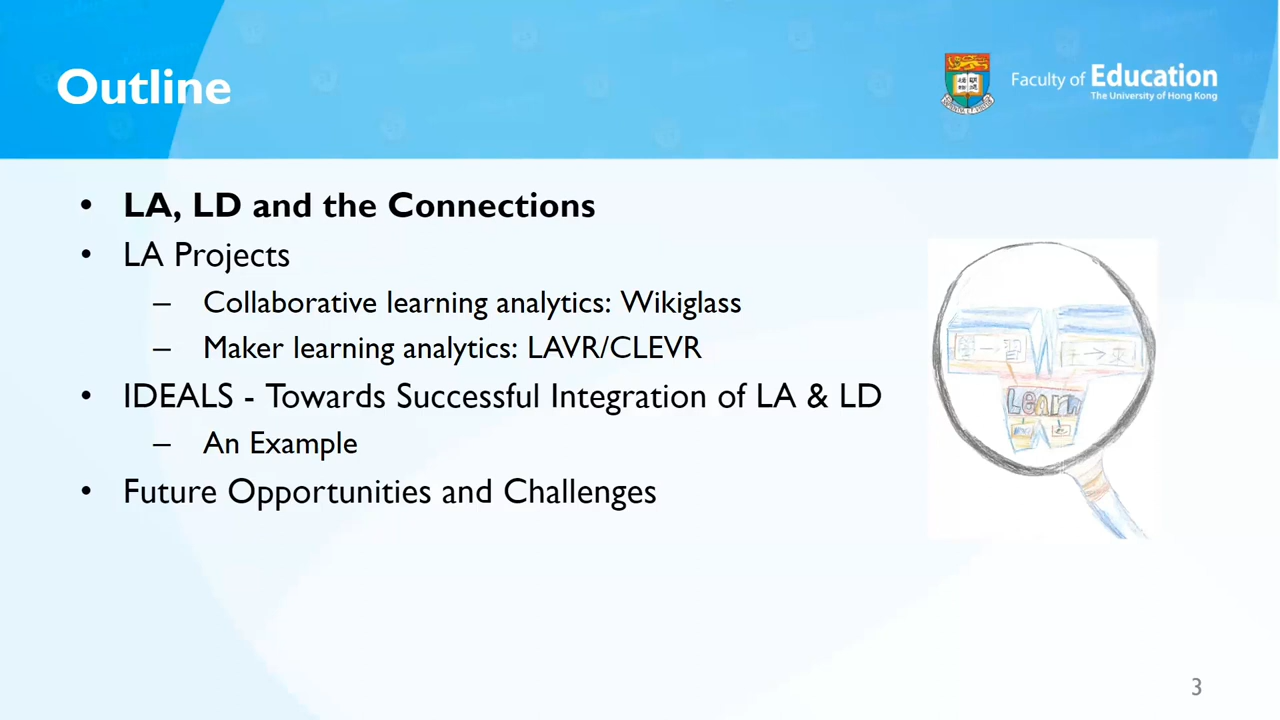 Outline
Faculty of Education
The University of Hong Kong
• LA, LD and the Connections
• LA Projects
– Collaborative learning analytics: Wikiglass
– Maker learning analytics: LAVR/CLEVR
• IDEALS - Towards Successful Integration of LA & LD
– An Example
• Future Opportunities and Challenges
Learn
3